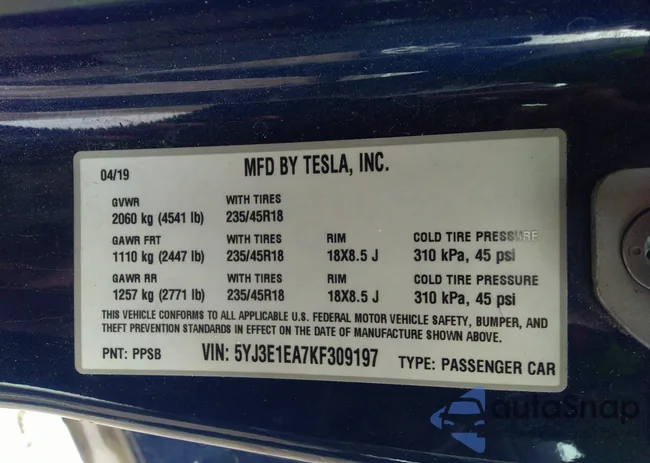 04/19 MFD BY TESLA, INC.
GVWR WITH TIRES
2060 kg (4541 lb) 235/45R18
GAWR FRT WITH TIRES RIM COLD TIRE PRESSURE
1110 kg (2447 lb) 235/45R18 18X8.5 J 310 kPa, 45 psi
GAWR RR WITH TIRES RIM COLD TIRE PRESSURE
1257 kg (2771 lb) 235/45R18 18X8.5 J 310 kPa, 45 psi
THIS VEHICLE CONFORMS TO ALL APPLICABLE U.S. FEDERAL MOTOR VEHICLE SAFETY, BUMPER, AND
THEFT PREVENTION STANDARDS IN EFFECT ON THE DATE OF MANUFACTURE SHOWN ABOVE.
PNT: PPSB VIN: 5YJ3E1EA7KF309197 TYPE: PASSENGER CAR
autoSnap